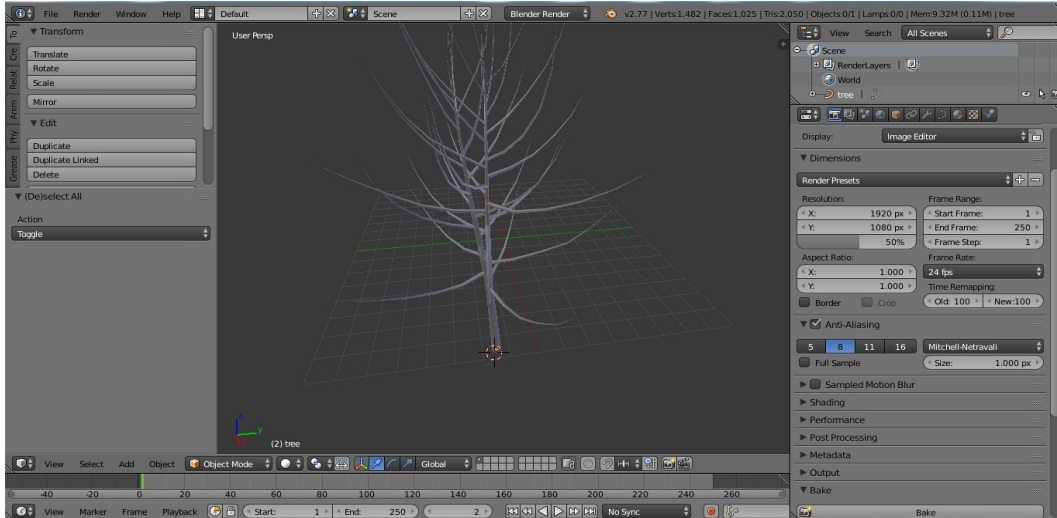 File Render Window Help Default Scene Blender Render v2.77 | Verts:1,482 | Faces:1,025 | Tris:2,050 | Objects:0/1 | Lamps:0/0 | Mem:9.32M (0.11M) | tree
Transform
Translate
Rotate
Scale
Mirror
Edit
Duplicate
Duplicate Linked
Delete
To
Cre
Relat
Anim
Phy
Grease
(De)select All
Action
Toggle
User Persp
z
y
(2) tree
View Select Add Object Object Mode Global
-40 -20 0 20 40 60 80 100 120 140 160 180 200 220 240 260
View Marker Frame Playback Start: 1 End: 250 2 No Sync
View Search All Scenes
Scene
RenderLayers |
World
tree |
Display: Image Editor
Dimensions
Render Presets
Resolution: Frame Range:
X: 1920 px Start Frame: 1
Y: 1080 px End Frame: 250
50% Frame Step: 1
Aspect Ratio: Frame Rate:
X: 1.000 24 fps
Y: 1.000 Time Remapping:
Border Crop Old: 100 New:100
Anti-Aliasing
5 8 11 16 Mitchell-Netravali
Full Sample Size: 1.000 px
Sampled Motion Blur
Shading
Performance
Post Processing
Metadata
Output
Bake
Bake